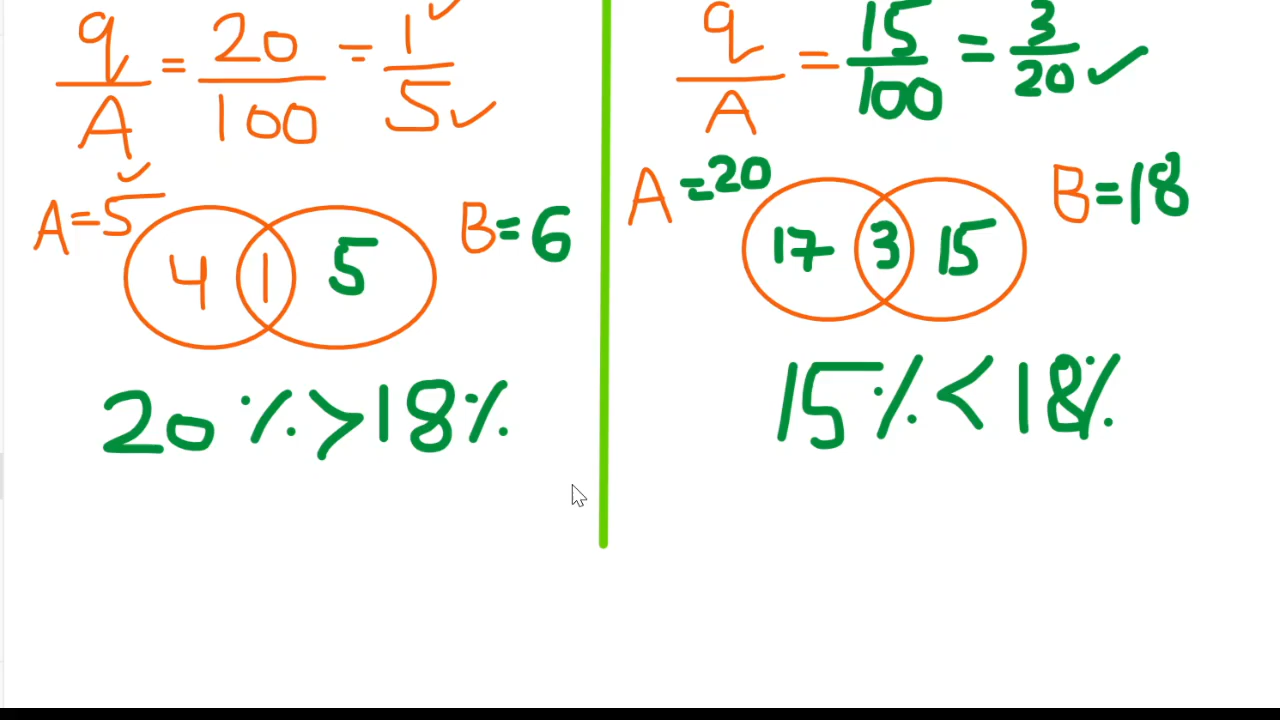 q/A = 20/100 = 1/5 ✓
A=5 ✓
4 1 5
B=6
20%>18%
q/A = 15/100 = 3/20 ✓
A=20
17 3 15
B=18
15%<18%